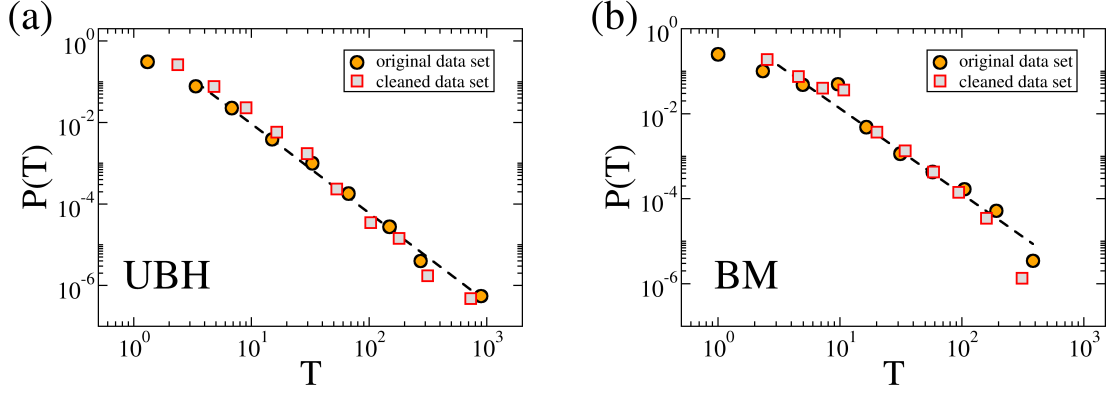 (a)
10^0
10^-2
10^-4
10^-6
P(T)
original data set
cleaned data set
UBH
10^0 10^1 10^2 10^3
T
(b)
10^0
10^-2
10^-4
10^-6
P(T)
original data set
cleaned data set
BM
10^0 10^1 10^2 10^3
T